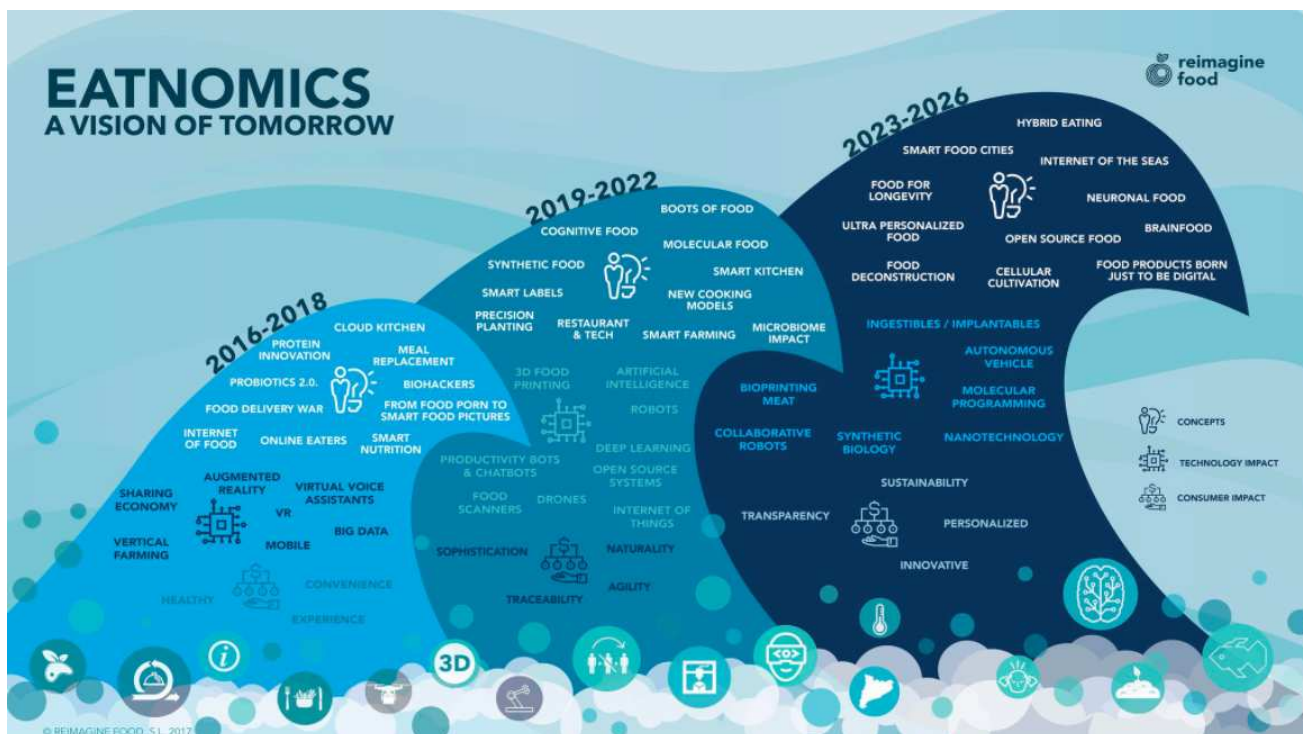 EATNOMICS
A VISION OF TOMORROW
reimagine
food
2016-2018
CLOUD KITCHEN
PROTEIN
INNOVATION
MEAL
REPLACEMENT
PROBIOTICS 2.0.
BIOHACKERS
FOOD DELIVERY WAR
FROM FOOD PORN TO
SMART FOOD PICTURES
INTERNET
OF FOOD
ONLINE EATERS
SMART
NUTRITION
AUGMENTED
REALITY
SHARING
ECONOMY
VIRTUAL VOICE
ASSISTANTS
VR
BIG DATA
VERTICAL
FARMING
MOBILE
CONVENIENCE
HEALTHY
EXPERIENCE
2019-2022
BOOTS OF FOOD
COGNITIVE FOOD
MOLECULAR FOOD
SYNTHETIC FOOD
SMART KITCHEN
SMART LABELS
NEW COOKING
MODELS
PRECISION
PLANTING
RESTAURANT
& TECH
SMART FARMING
MICROBIOME
IMPACT
3D FOOD
PRINTING
ARTIFICIAL
INTELLIGENCE
ROBOTS
DEEP LEARNING
PRODUCTIVITY BOTS
& CHATBOTS
OPEN SOURCE
SYSTEMS
FOOD
SCANNERS
DRONES
INTERNET OF
THINGS
SOPHISTICATION
NATURALITY
AGILITY
TRACEABILITY
2023-2026
HYBRID EATING
SMART FOOD CITIES
INTERNET OF THE SEAS
FOOD FOR
LONGEVITY
NEURONAL FOOD
ULTRA PERSONALIZED
FOOD
BRAINFOOD
OPEN SOURCE FOOD
FOOD
DECONSTRUCTION
CELLULAR
CULTIVATION
FOOD PRODUCTS BORN
JUST TO BE DIGITAL
INGESTIBLES / IMPLANTABLES
AUTONOMOUS
VEHICLE
BIOPRINTING
MEAT
MOLECULAR
PROGRAMMING
COLLABORATIVE
ROBOTS
SYNTHETIC
BIOLOGY
NANOTECHNOLOGY
SUSTAINABILITY
TRANSPARENCY
PERSONALIZED
INNOVATIVE
CONCEPTS
TECHNOLOGY IMPACT
CONSUMER IMPACT
3D
© REIMAGINE FOOD, S.L. 2017